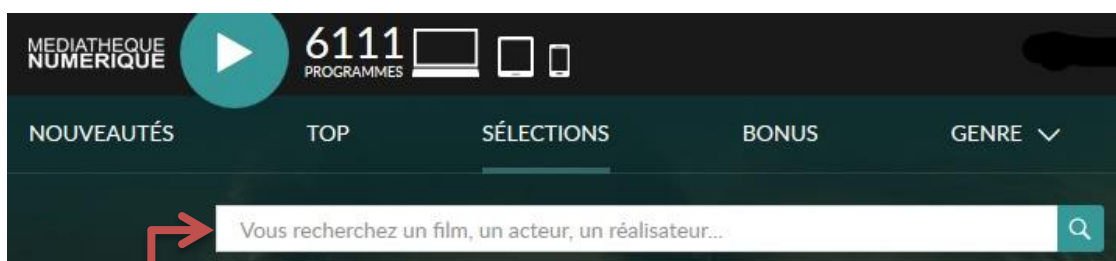 MEDIATHEQUE
NUMERIQUE
6111
PROGRAMMES
NOUVEAUTÉS TOP SÉLECTIONS BONUS GENRE
Vous recherchez un film, un acteur, un réalisateur...